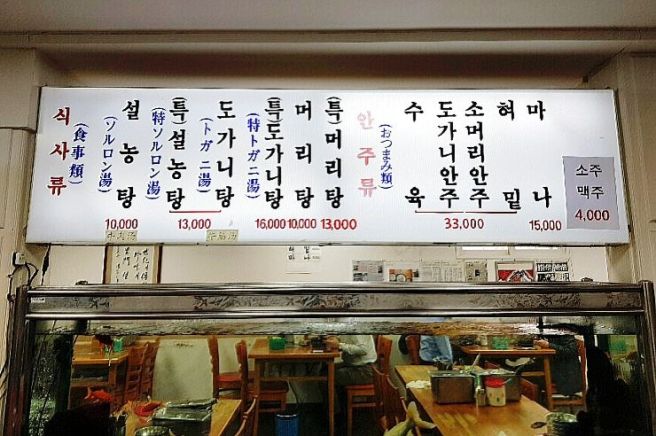 식사류
(食事類)
설농탕
(ソルロン湯)
10,000
(특)설농탕
(特ソルロン湯)
도가니탕
(トガニ湯)
13,000
(특)도가니탕
(特トガニ湯)
16,000
머리탕
10,000
(특)머리탕
13,000
안주류
(おつまみ類)
수육
도가니안주
소머리안주
혀밑
33,000
마나
15,000
소주
맥주
4,000